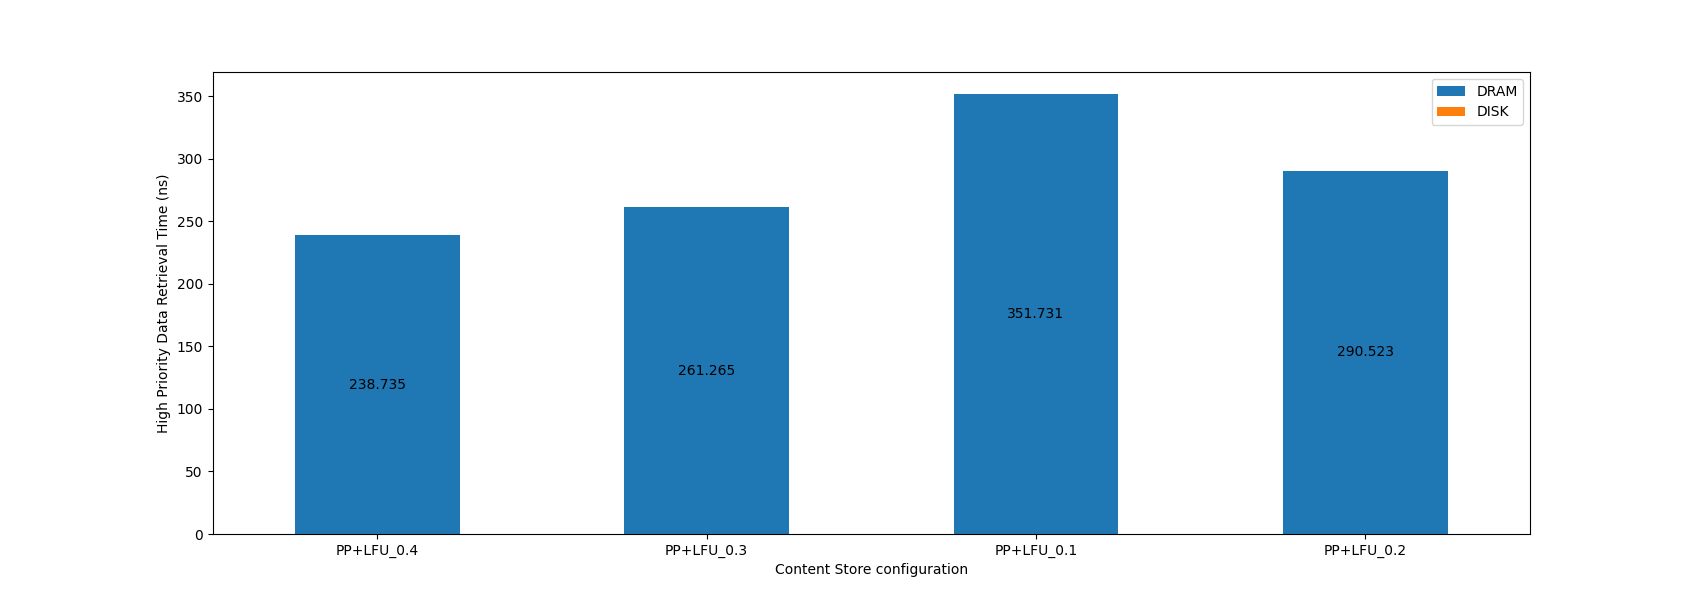 DRAM
DISK
High Priority Data Retrieval Time (ns)
350
300
250
200
150
100
50
0
238.735
261.265
351.731
290.523
PP+LFU_0.4
PP+LFU_0.3
PP+LFU_0.1
PP+LFU_0.2
Content Store configuration